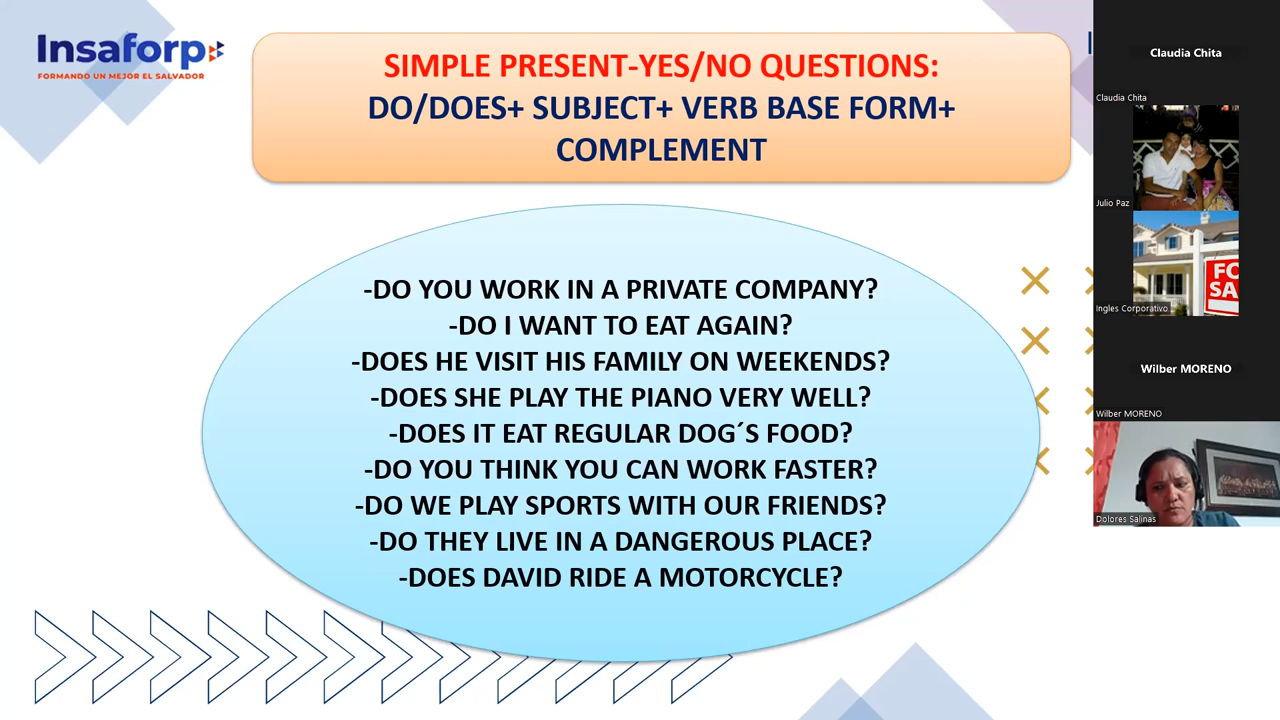 Insaforp
FORMANDO UN MEJOR EL SALVADOR
SIMPLE PRESENT-YES/NO QUESTIONS:
DO/DOES+ SUBJECT+ VERB BASE FORM+
COMPLEMENT
-DO YOU WORK IN A PRIVATE COMPANY?
-DO I WANT TO EAT AGAIN?
-DOES HE VISIT HIS FAMILY ON WEEKENDS?
-DOES SHE PLAY THE PIANO VERY WELL?
-DOES IT EAT REGULAR DOG´S FOOD?
-DO YOU THINK YOU CAN WORK FASTER?
-DO WE PLAY SPORTS WITH OUR FRIENDS?
-DO THEY LIVE IN A DANGEROUS PLACE?
-DOES DAVID RIDE A MOTORCYCLE?
Claudia Chita
Claudia Chita
Julio Paz
FO
SA
Ingles Corporativo
Wilber MORENO
Wilber MORENO
Dolores Salinas